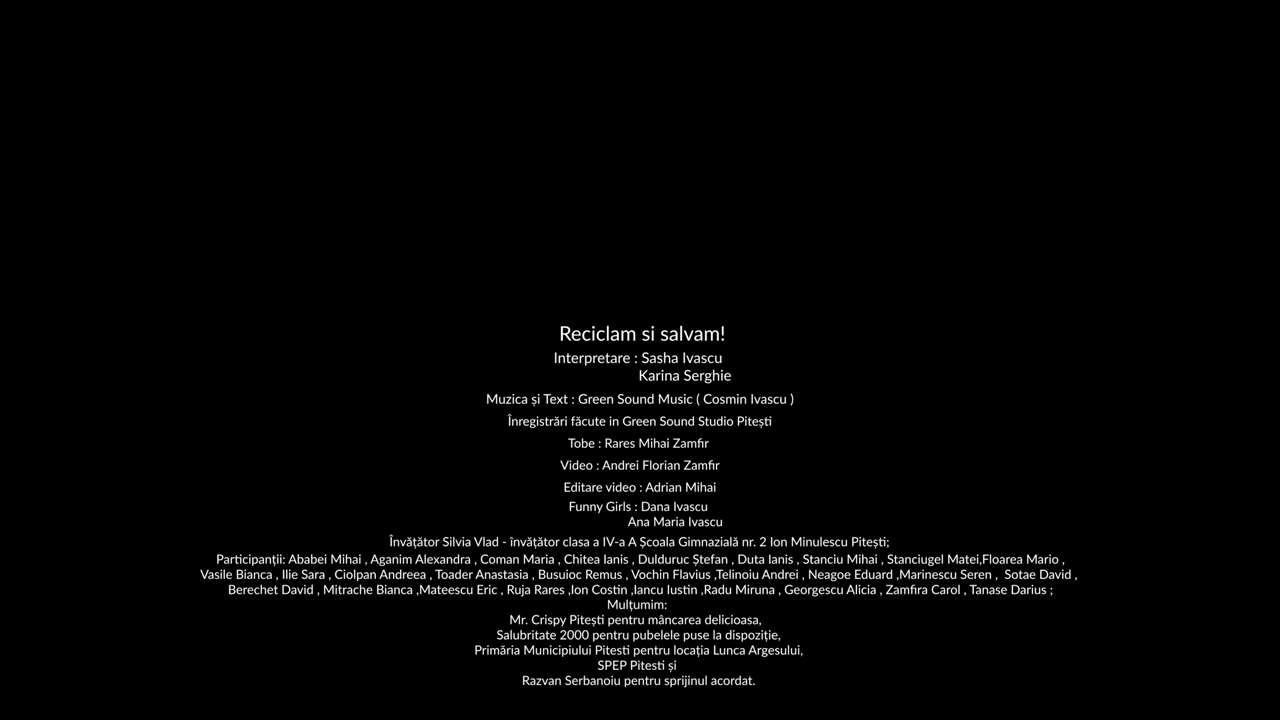 Reciclam si salvam!
Interpretare : Sasha Ivascu
Karina Serghie
Muzica și Text : Green Sound Music ( Cosmin Ivascu )
Înregistrări făcute in Green Sound Studio Pitești
Tobe : Rares Mihai Zamfir
Video : Andrei Florian Zamfir
Editare video : Adrian Mihai
Funny Girls : Dana Ivascu
Ana Maria Ivascu
Învățător Silvia Vlad - învățător clasa a IV-a A Școala Gimnazială nr. 2 Ion Minulescu Pitești;
Participanții: Ababei Mihai , Aganim Alexandra , Coman Maria , Chitea Ianis , Dulduruc Ștefan , Duta Ianis , Stanciu Mihai , Stanciugel Matei,Floarea Mario ,
Vasile Bianca , Ilie Sara , Ciolpan Andreea , Toader Anastasia , Busuioc Remus , Vochin Flavius ,Telinoiu Andrei , Neagoe Eduard ,Marinescu Seren ,  Sotae David ,
Berechet David , Mitrache Bianca ,Mateescu Eric , Ruja Rares ,Ion Costin ,Iancu Iustin ,Radu Miruna , Georgescu Alicia , Zamfira Carol , Tanase Darius ;
Mulțumim:
Mr. Crispy Pitești pentru mâncarea delicioasa,
Salubritate 2000 pentru pubelele puse la dispoziție,
Primăria Municipiului Pitesti pentru locația Lunca Argesului,
SPEP Pitesti și
Razvan Serbanoiu pentru sprijinul acordat.